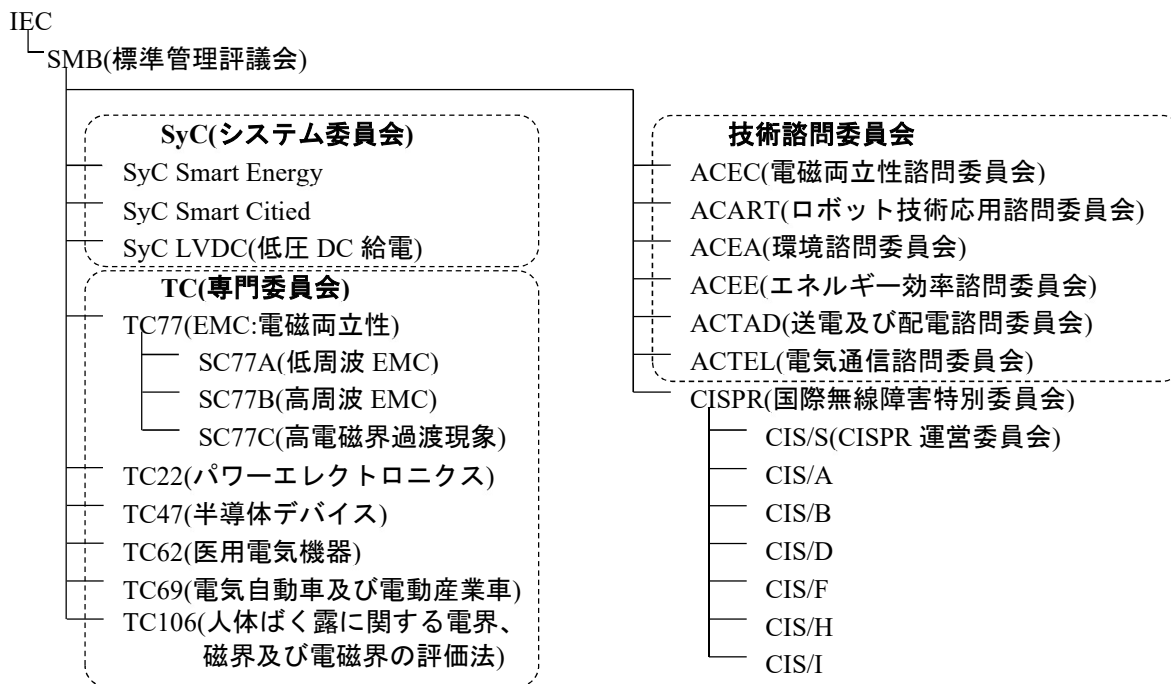 IEC
SMB(標準管理評議会)
SyC(システム委員会)
SyC Smart Energy
SyC Smart Citied
SyC LVDC(低圧 DC 給電)
TC(専門委員会)
TC77(EMC:電磁両立性)
SC77A(低周波 EMC)
SC77B(高周波 EMC)
SC77C(高電磁界過渡現象)
TC22(パワーエレクトロニクス)
TC47(半導体デバイス)
TC62(医用電気機器)
TC69(電気自動車及び電動産業車)
TC106(人体ばく露に関する電界、
磁界及び電磁界の評価法)
技術諮問委員会
ACEC(電磁両立性諮問委員会)
ACART(ロボット技術応用諮問委員会)
ACEA(環境諮問委員会)
ACEE(エネルギー効率諮問委員会)
ACTAD(送電及び配電諮問委員会)
ACTEL(電気通信諮問委員会)
CISPR(国際無線障害特別委員会)
CIS/S(CISPR 運営委員会)
CIS/A
CIS/B
CIS/D
CIS/F
CIS/H
CIS/I